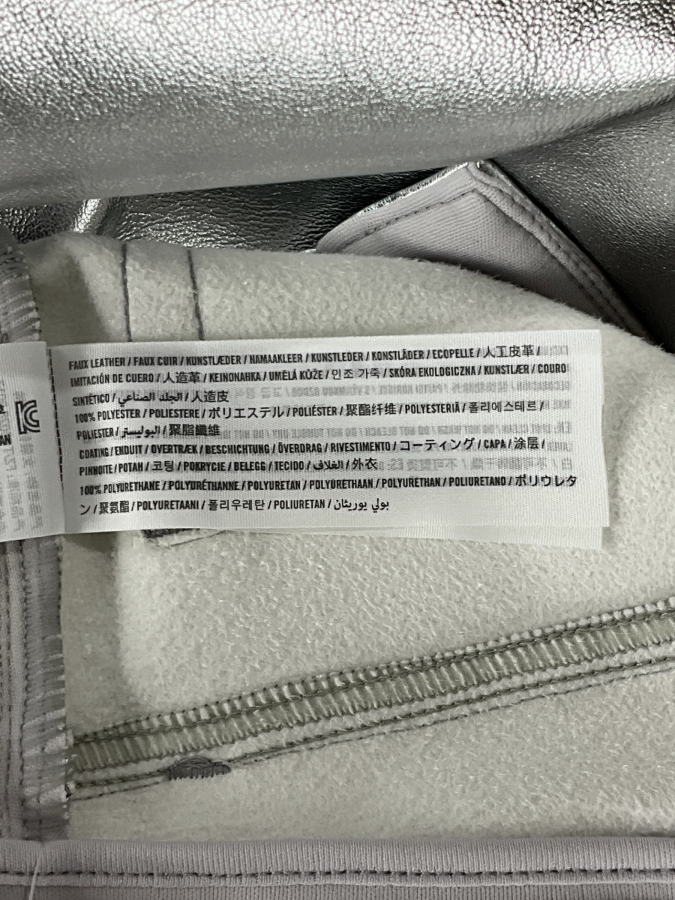 FAUX LEATHER / FAUX CUIR / KUNSTLÆDER / NAMAAKLEER / KUNSTLEDER / KONSTLÄDER / ECOPELLE / 人工皮革 /
IMITACIÓN DE CUERO / 人造革 / KEINONAHKA / UMĚLÁ KŮŽE / 인조 가죽 / SKÓRA EKOLOGICZNA / KUNSTLÆR / COURO
SINTÉTICO / الجلد الصناعي / 人造皮
100% POLYESTER / POLIESTERE / ポリエステル / POLIÉSTER / 聚酯纤维 / POLYESTERIÄ / 폴리에스테르 /
POLIESTER / البوليستر / 聚脂纖維
COATING / ENDUIT / OVERTRÆK / BESCHICHTUNG / ÖVERDRAG / RIVESTIMENTO / コーティング / CAPA / 涂层 /
PINNOITE / POTAH / 코팅 / POKRYCIE / BELEGG / TECIDO / الغلاف / 外衣
100% POLYURETHANE / POLYURÉTHANNE / POLYURETAN / POLYURETHAAN / POLYURETHAN / POLIURETANO / ポリウレタ
ン / 聚氨酯 / POLYURETAANI / 폴리우레탄 / POLIURETAN / بولي يوريثان